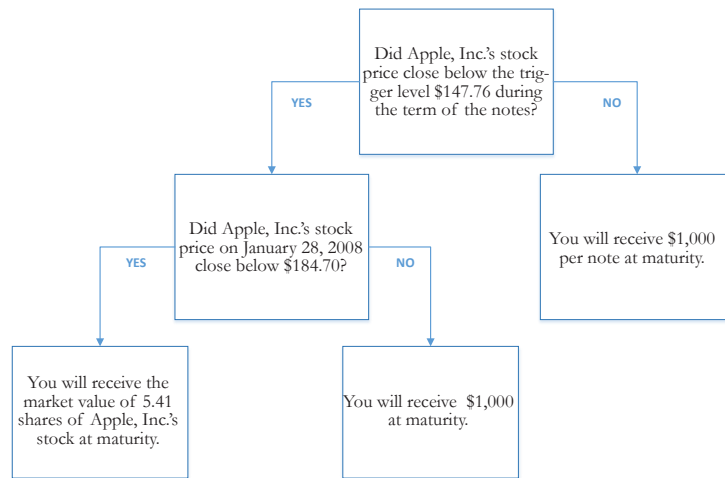 Did Apple, Inc.'s stock
price close below the trig-
ger level $147.76 during
the term of the notes?
YES
NO
Did Apple, Inc.'s stock
price on January 28, 2008
close below $184.70?
You will receive $1,000
per note at maturity.
YES
NO
You will receive the
market value of 5.41
shares of Apple, Inc.'s
stock at maturity.
You will receive $1,000
at maturity.